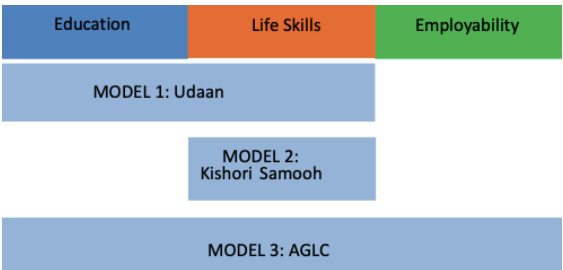 Education
Life Skills
Employability
MODEL 1: Udaan
MODEL 2:
Kishori Samooh
MODEL 3: AGLC